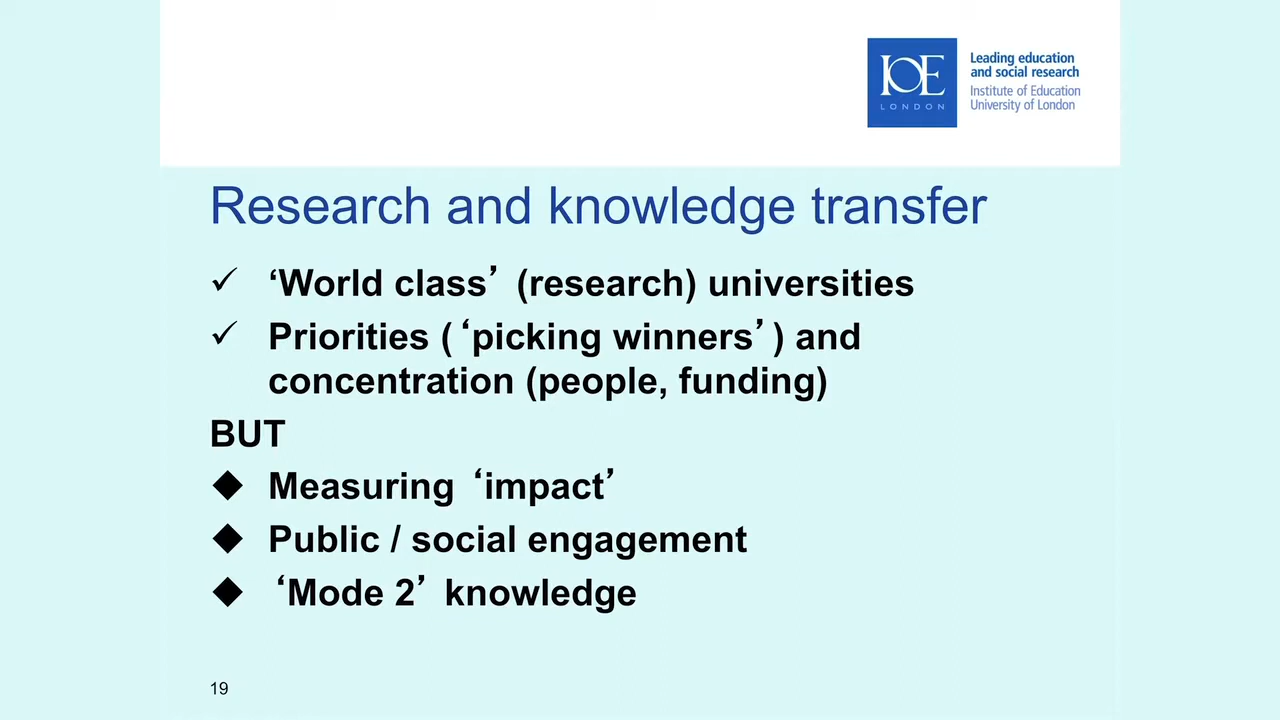 IOE
LONDON
Leading education
and social research
Institute of Education
University of London
Research and knowledge transfer
✓ ‘World class’ (research) universities
✓ Priorities (‘picking winners’) and
concentration (people, funding)
BUT
◆ Measuring ‘impact’
◆ Public / social engagement
◆ ‘Mode 2’ knowledge
19